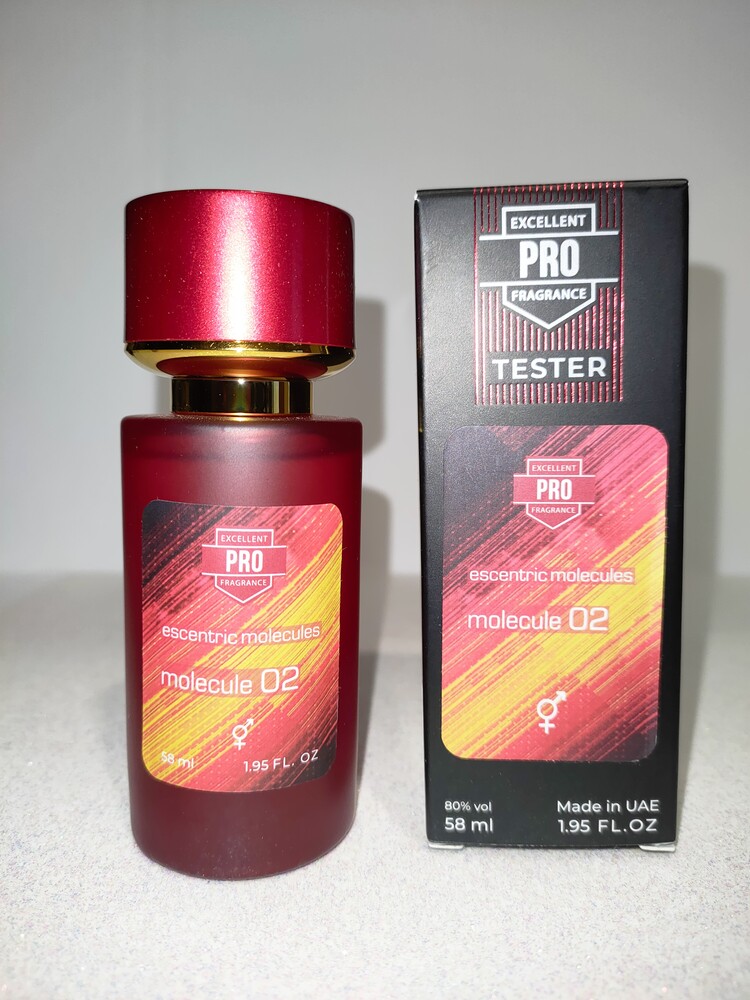 EXCELLENT
PRO
FRAGRANCE
escentric molecules
molecule 02
58 ml 1.95 FL. OZ
EXCELLENT
PRO
FRAGRANCE
TESTER
EXCELLENT
PRO
FRAGRANCE
escentric molecules
molecule 02
80% vol Made in UAE
58 ml 1.95 FL.OZ